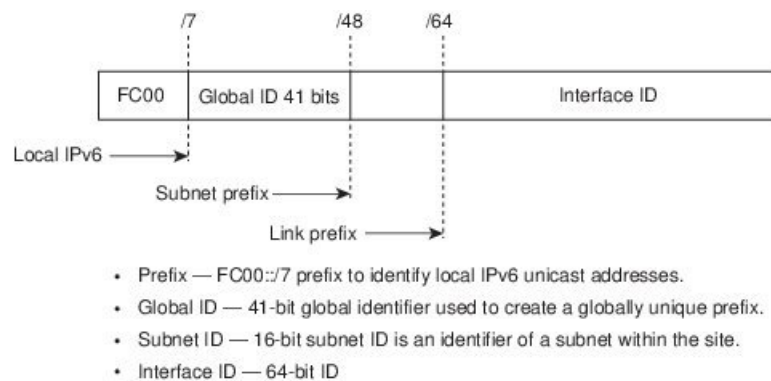 /7 /48 /64
FC00 Global ID 41 bits Interface ID
Local IPv6
Subnet prefix
Link prefix
• Prefix — FC00::/7 prefix to identify local IPv6 unicast addresses.
• Global ID — 41-bit global identifier used to create a globally unique prefix.
• Subnet ID — 16-bit subnet ID is an identifier of a subnet within the site.
• Interface ID — 64-bit ID